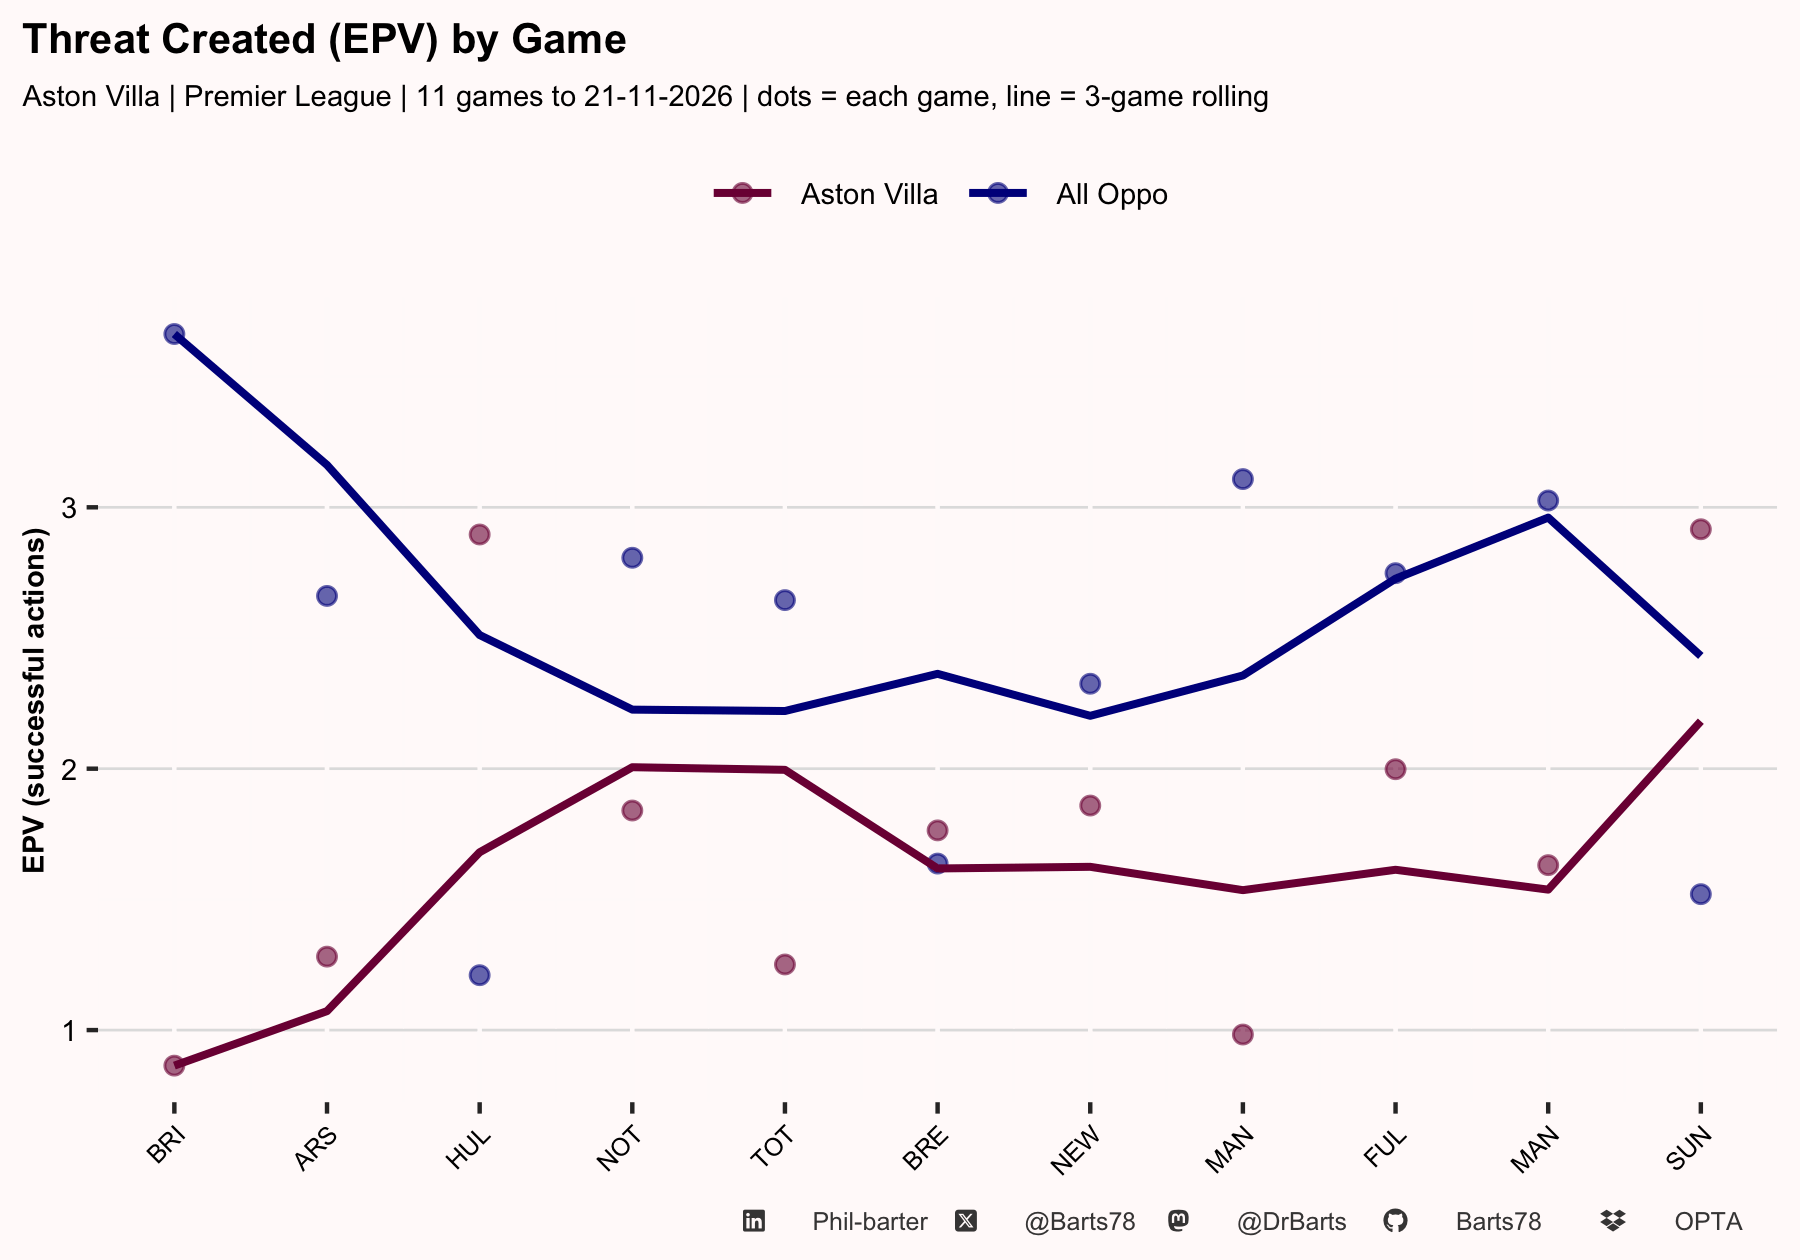 Threat Created (EPV) by Game
Aston Villa | Premier League | 11 games to 21-11-2026 | dots = each game, line = 3-game rolling
Aston Villa All Oppo
EPV (successful actions)
3
2
1
BRI ARS HUL NOT TOT BRE NEW MAN FUL MAN SUN
Phil-barter @Barts78 @DrBarts Barts78 OPTA